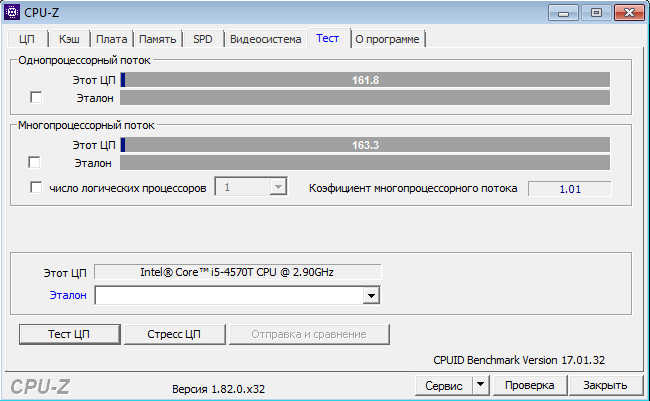 CPU-Z
ЦП Кэш Плата Память SPD Видеосистема Тест О программе
Однопроцессорный поток
Этот ЦП 161.8
Эталон
Многопроцессорный поток
Этот ЦП 163.3
Эталон
число логических процессоров 1 Коэфициент многопроцессорного потока 1.01
Этот ЦП Intel® Core™ i5-4570T CPU @ 2.90GHz
Эталон
Тест ЦП Стресс ЦП Отправка и сравнение
CPUID Benchmark Version 17.01.32
CPU-Z Версия 1.82.0.x32 Сервис Проверка Закрыть